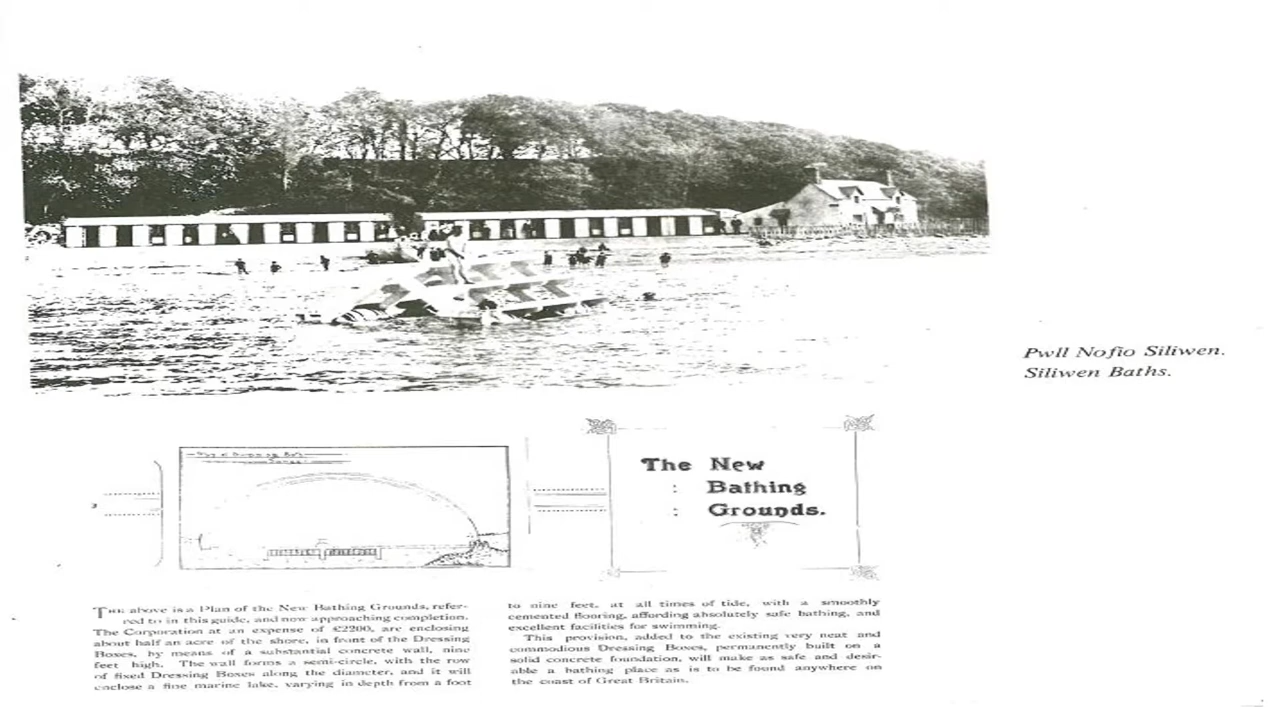 Pwll Nofio Siliwen.
Siliwen Baths.
The New
: Bathing
: Grounds.
THE above is a Plan of the New Bathing Grounds, refer-
red to in this guide, and now approaching completion.
The Corporation at an expense of £2200, are enclosing
about half an acre of the shore, in front of the Dressing
Boxes, by means of a substantial concrete wall, nine
feet high. The wall forms a semi-circle, with the row
of fixed Dressing Boxes along the diameter, and it will
enclose a fine marine lake, varying in depth from a foot
to nine feet, at all times of tide, with a smoothly
cemented flooring, affording absolutely safe bathing, and
excellent facilities for swimming.
This provision, added to the existing very neat and
commodious Dressing Boxes, permanently built on a
solid concrete foundation, will make as safe and desir-
able a bathing place as is to be found anywhere on
the coast of Great Britain.